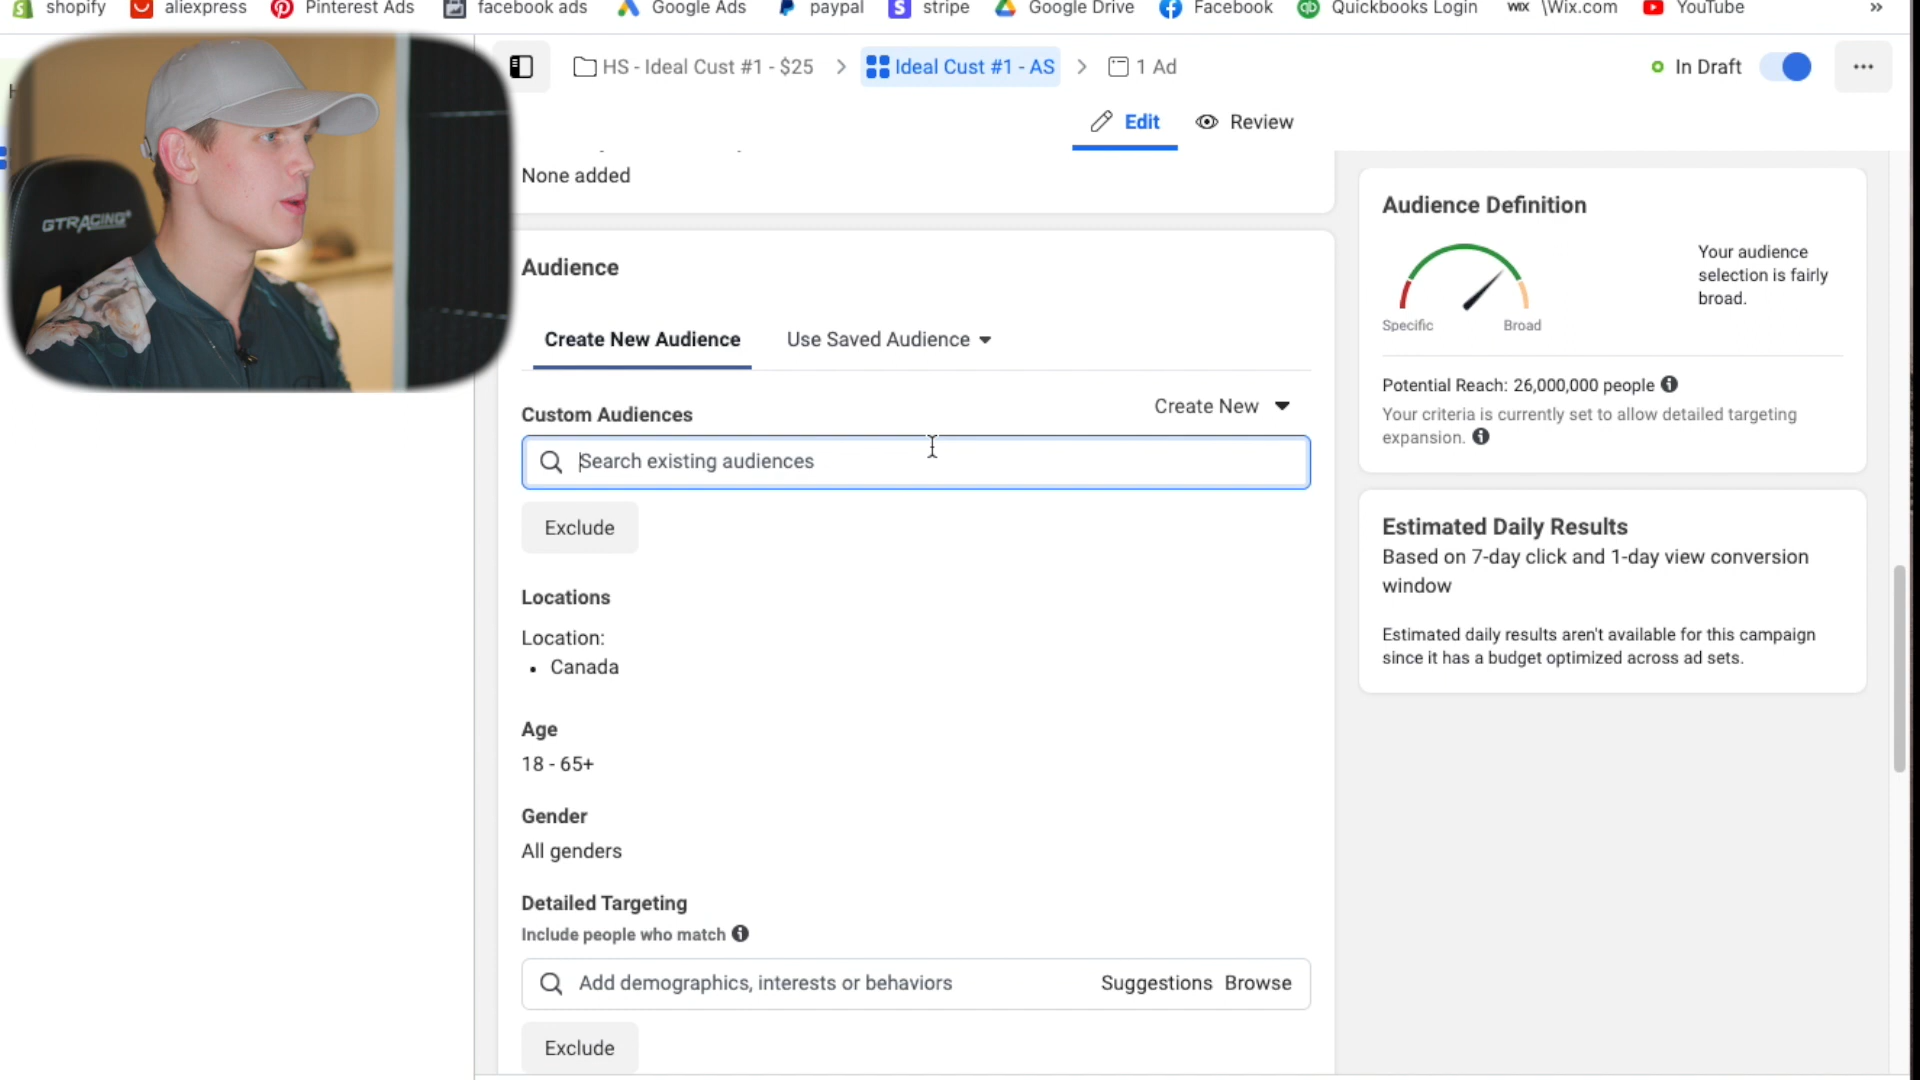 shopify
aliexpress
Pinterest Ads
facebook ads
Google Ads
paypal
stripe
Google Drive
Facebook
Quickbooks Login
WIX \Wix.com
YouTube
»
HS - Ideal Cust #1 - $25
Ideal Cust #1 - AS
1 Ad
In Draft
Edit
Review
GTRACING
None added
Audience
Create New Audience
Use Saved Audience
Custom Audiences
Create New
Search existing audiences
Exclude
Locations
Location:
• Canada
Age
18 - 65+
Gender
All genders
Detailed Targeting
Include people who match
Add demographics, interests or behaviors
Suggestions Browse
Exclude
Audience Definition
Your audience
selection is fairly
broad.
Specific
Broad
Potential Reach: 26,000,000 people
Your criteria is currently set to allow detailed targeting
expansion.
Estimated Daily Results
Based on 7-day click and 1-day view conversion
window
Estimated daily results aren't available for this campaign
since it has a budget optimized across ad sets.